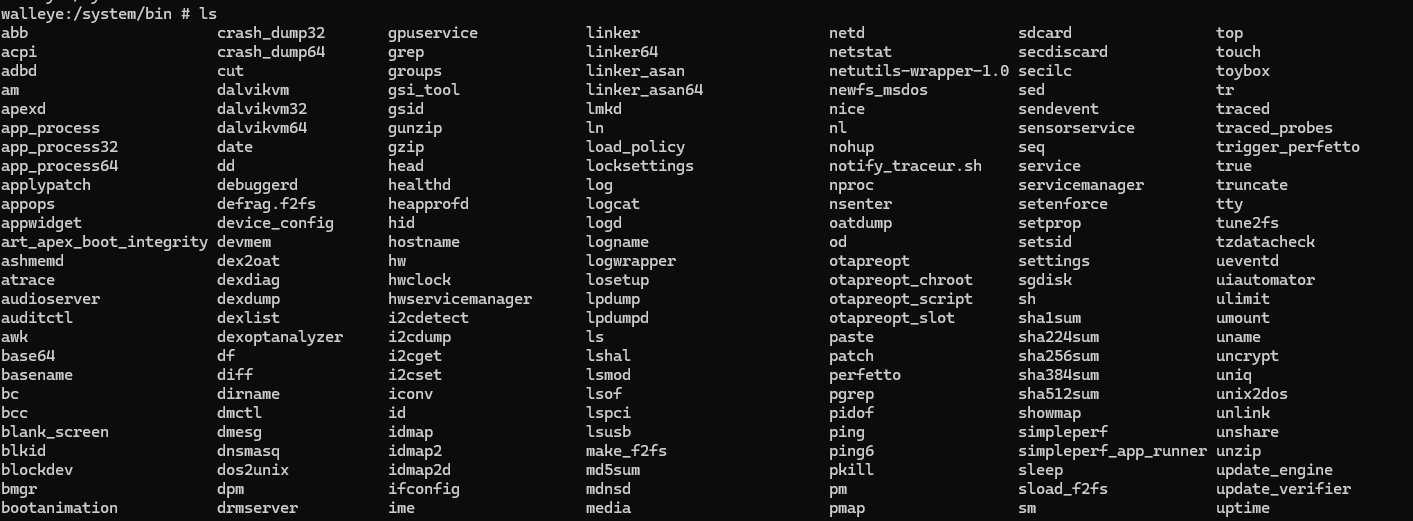 walleye:/system/bin # ls
abb crash_dump32 gpuservice linker netd sdcard top
acpi crash_dump64 grep linker64 netstat secdiscard touch
adbd cut groups linker_asan netutils-wrapper-1.0 secilc toybox
am dalvikvm gsi_tool linker_asan64 newfs_msdos sed tr
apexd dalvikvm32 gsid lmkd nice sendevent traced
app_process dalvikvm64 gunzip ln nl sensorservice traced_probes
app_process32 date gzip load_policy nohup seq trigger_perfetto
app_process64 dd head locksettings notify_traceur.sh service true
applypatch debuggerd healthd log nproc servicemanager truncate
appops defrag.f2fs heapprofd logcat nsenter setenforce tty
appwidget device_config hid logd oatdump setprop tune2fs
art_apex_boot_integrity devmem hostname logname od setsid tzdatacheck
ashmemd dex2oat hw logwrapper otapreopt settings ueventd
atrace dexdiag hwclock losetup otapreopt_chroot sgdisk uiautomator
audioserver dexdump hwservicemanager lpdump otapreopt_script sh ulimit
auditctl dexlist i2cdetect lpdumpd otapreopt_slot sha1sum umount
awk dexoptanalyzer i2cdump ls paste sha224sum uname
base64 df i2cget lshal patch sha256sum uncrypt
basename diff i2cset lsmod perfetto sha384sum uniq
bc dirname iconv lsof pgrep sha512sum unix2dos
bcc dmctl id lspci pidof showmap unlink
blank_screen dmesg idmap lsusb ping simpleperf unshare
blkid dnsmasq idmap2 make_f2fs ping6 simpleperf_app_runner unzip
blockdev dos2unix idmap2d md5sum pkill sleep update_engine
bmgr dpm ifconfig mdnsd pm sload_f2fs update_verifier
bootanimation drmserver ime media pmap sm uptime